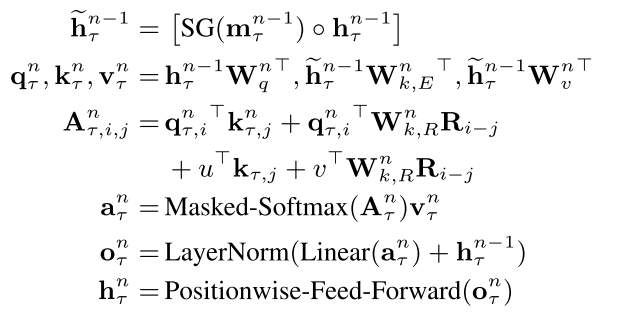 h̃_τ^{n−1} = [SG(m_τ^{n−1}) ∘ h_τ^{n−1}]
q_τ^n, k_τ^n, v_τ^n = h_τ^{n−1} W_q^{n⊤}, h̃_τ^{n−1} W_{k,E}^{n⊤}, h̃_τ^{n−1} W_v^{n⊤}
A_{τ,i,j}^n = q_{τ,i}^{n⊤} k_{τ,j}^n + q_{τ,i}^{n⊤} W_{k,R}^n R_{i−j}
+ u^⊤ k_{τ,j} + v^⊤ W_{k,R}^n R_{i−j}
a_τ^n = Masked-Softmax(A_τ^n) v_τ^n
o_τ^n = LayerNorm(Linear(a_τ^n) + h_τ^{n−1})
h_τ^n = Positionwise-Feed-Forward(o_τ^n)